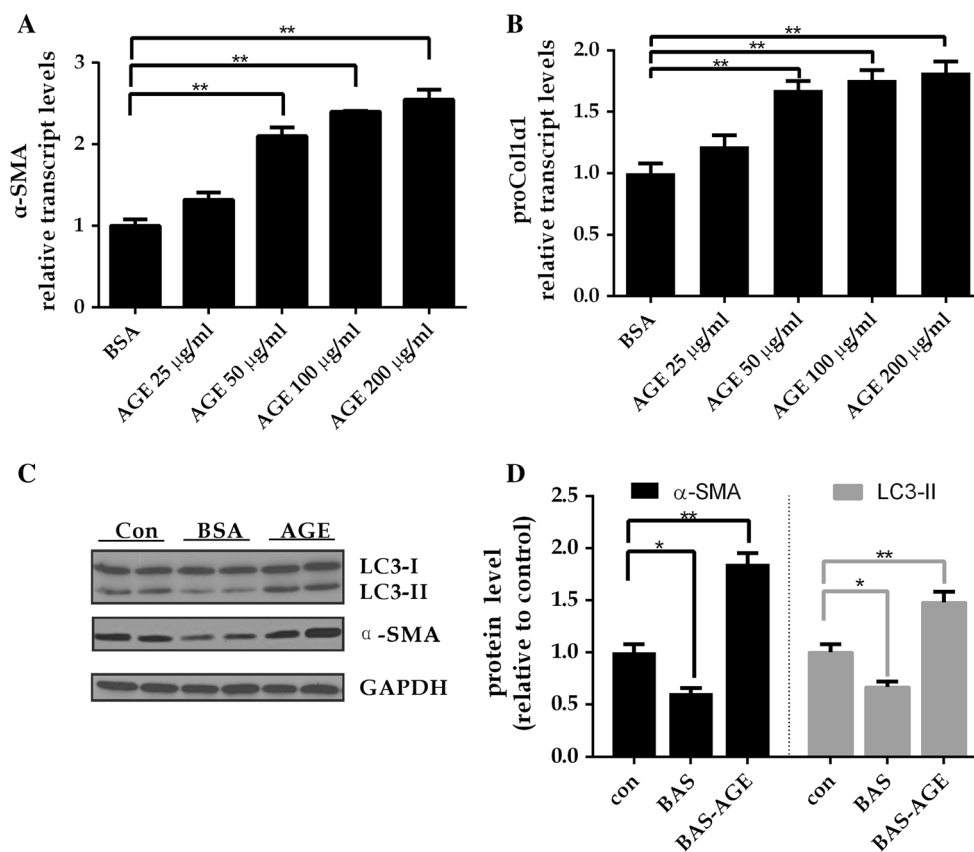 A
α-SMA
relative transcript levels
3
2
1
0
**
**
**
BSA
AGE 25 µg/ml
AGE 50 µg/ml
AGE 100 µg/ml
AGE 200 µg/ml
B
proCol1α1
relative transcript levels
2.0
1.5
1.0
0.5
0.0
**
**
**
BSA
AGE 25 µg/ml
AGE 50 µg/ml
AGE 100 µg/ml
AGE 200 µg/ml
C
Con BSA AGE
LC3-I
LC3-II
α-SMA
GAPDH
D
protein level
(relative to control)
2.5
2.0
1.5
1.0
0.5
0.0
α-SMA
LC3-II
**
*
**
*
con
BAS
BAS-AGE
con
BAS
BAS-AGE